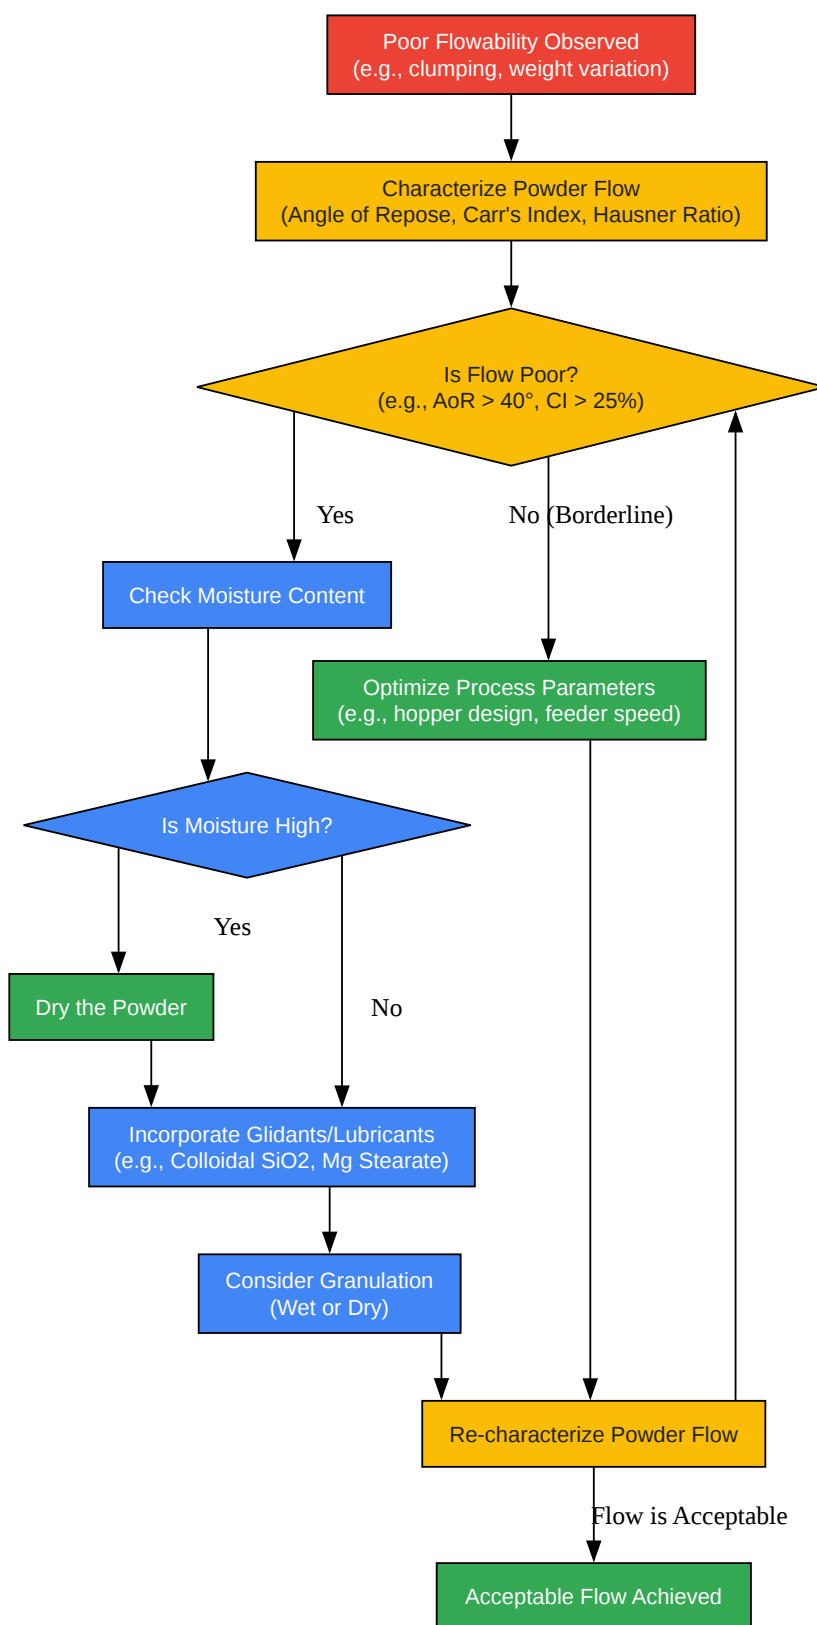 Poor Flowability Observed
(e.g., clumping, weight variation)
Characterize Powder Flow
(Angle of Repose, Carr's Index, Hausner Ratio)
Is Flow Poor?
(e.g., AoR > 40°, CI > 25%)
Yes
No (Borderline)
Check Moisture Content
Optimize Process Parameters
(e.g., hopper design, feeder speed)
Is Moisture High?
Yes
Dry the Powder
No
Incorporate Glidants/Lubricants
(e.g., Colloidal SiO2, Mg Stearate)
Consider Granulation
(Wet or Dry)
Re-characterize Powder Flow
Flow is Acceptable
Acceptable Flow Achieved